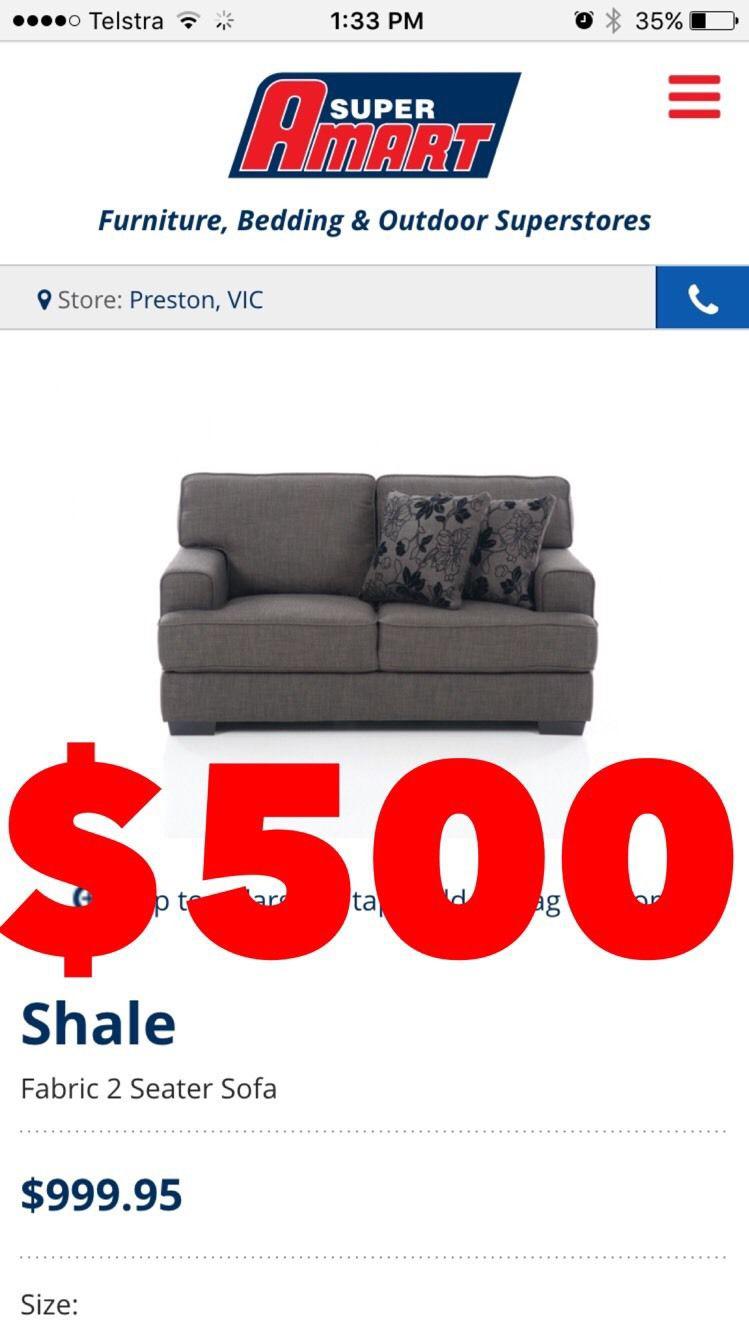 Telstra 1:33 PM 35%
SUPER
AMART
Furniture, Bedding & Outdoor Superstores
Store: Preston, VIC
$500
Shale
Fabric 2 Seater Sofa
$999.95
Size: